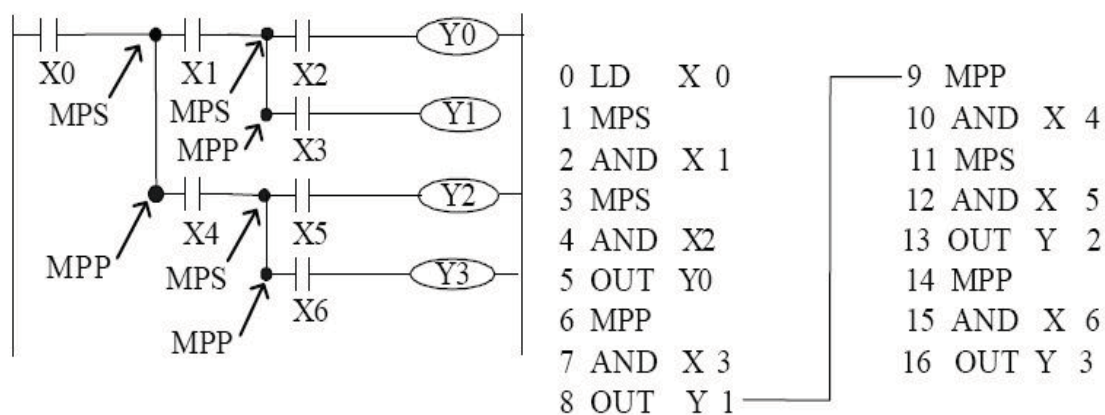 Y0
X0
X1
X2
MPS
MPS
Y1
MPP
X3
Y2
X4
X5
MPP
MPS
Y3
X6
MPP
0 LD X 0
1 MPS
2 AND X 1
3 MPS
4 AND X2
5 OUT Y0
6 MPP
7 AND X 3
8 OUT Y 1
9 MPP
10 AND X 4
11 MPS
12 AND X 5
13 OUT Y 2
14 MPP
15 AND X 6
16 OUT Y 3